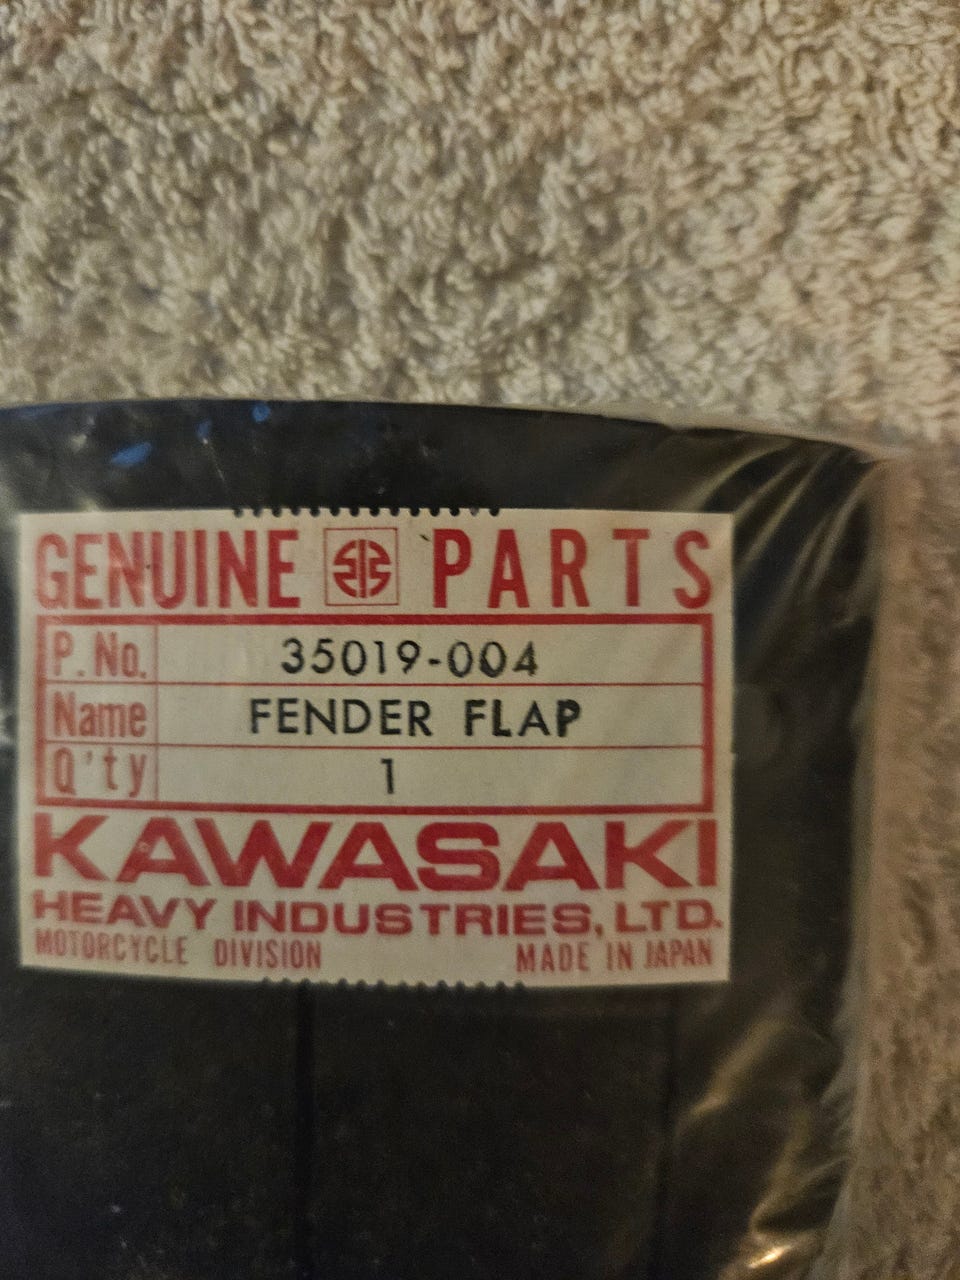 GENUINE PARTS
P. No. 35019-004
Name FENDER FLAP
Q'ty 1
KAWASAKI
HEAVY INDUSTRIES, LTD.
MOTORCYCLE DIVISION MADE IN JAPAN